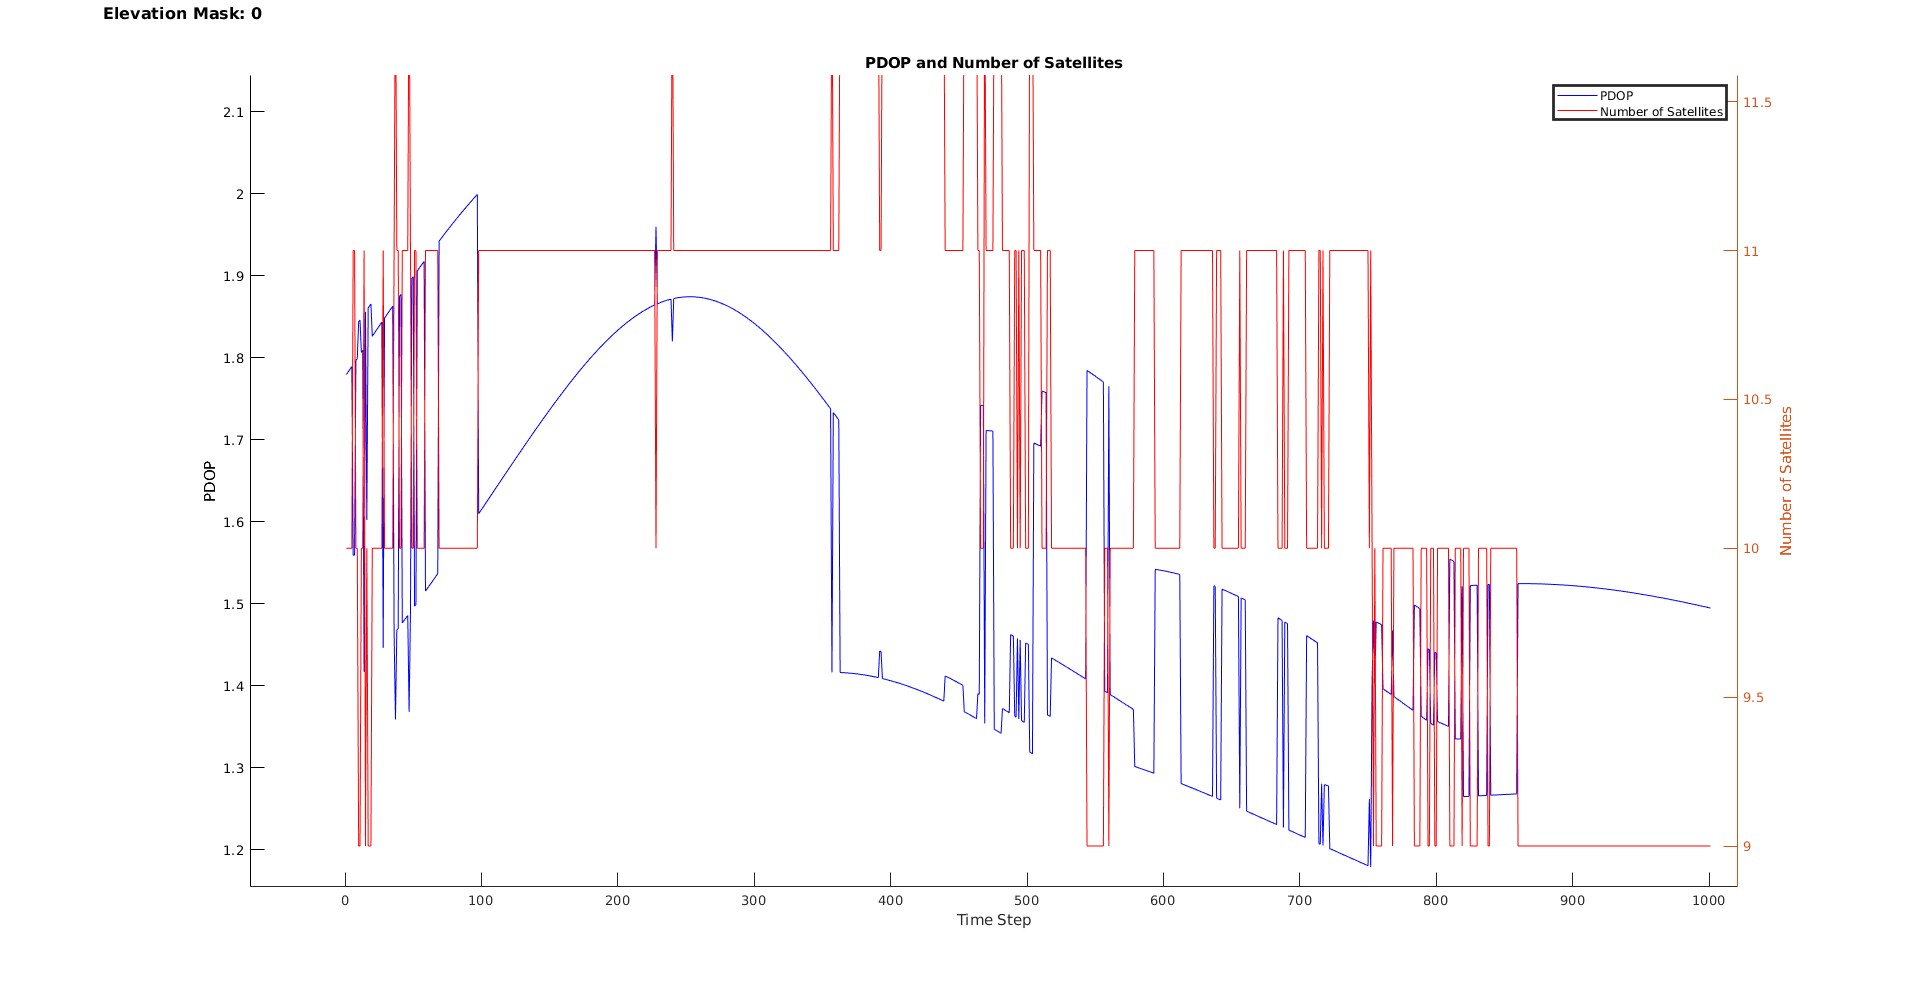 Elevation Mask: 0
PDOP and Number of Satellites
PDOP
Number of Satellites
2.1
2
1.9
1.8
1.7
1.6
1.5
1.4
1.3
1.2
PDOP
11.5
11
10.5
10
9.5
9
Number of Satellites
0 100 200 300 400 500 600 700 800 900 1000
Time Step